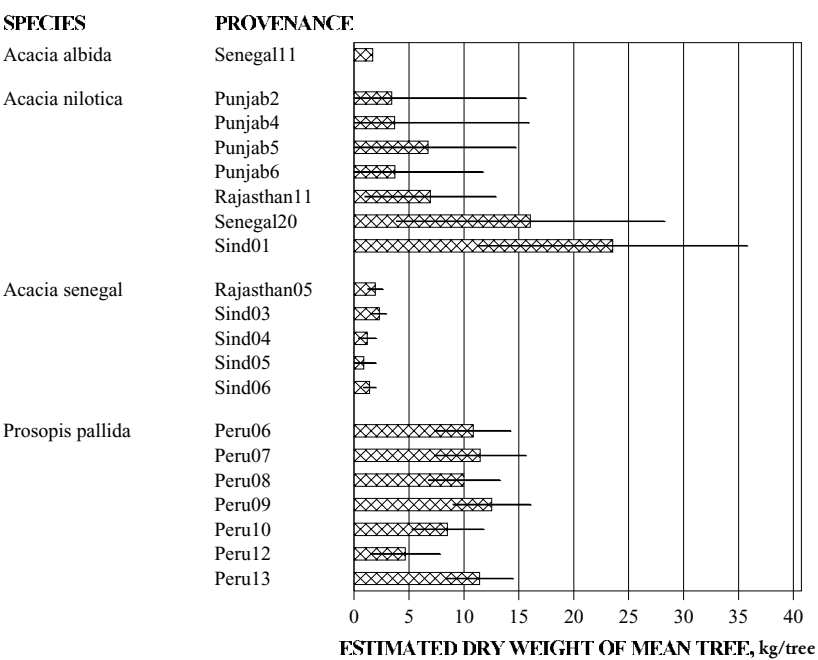 SPECIES PROVENANCE
Acacia albida Senegal11
Acacia nilotica Punjab2
Punjab4
Punjab5
Punjab6
Rajasthan11
Senegal20
Sind01
Acacia senegal Rajasthan05
Sind03
Sind04
Sind05
Sind06
Prosopis pallida Peru06
Peru07
Peru08
Peru09
Peru10
Peru12
Peru13
0 5 10 15 20 25 30 35 40
ESTIMATED DRY WEIGHT OF MEAN TREE, kg/tree